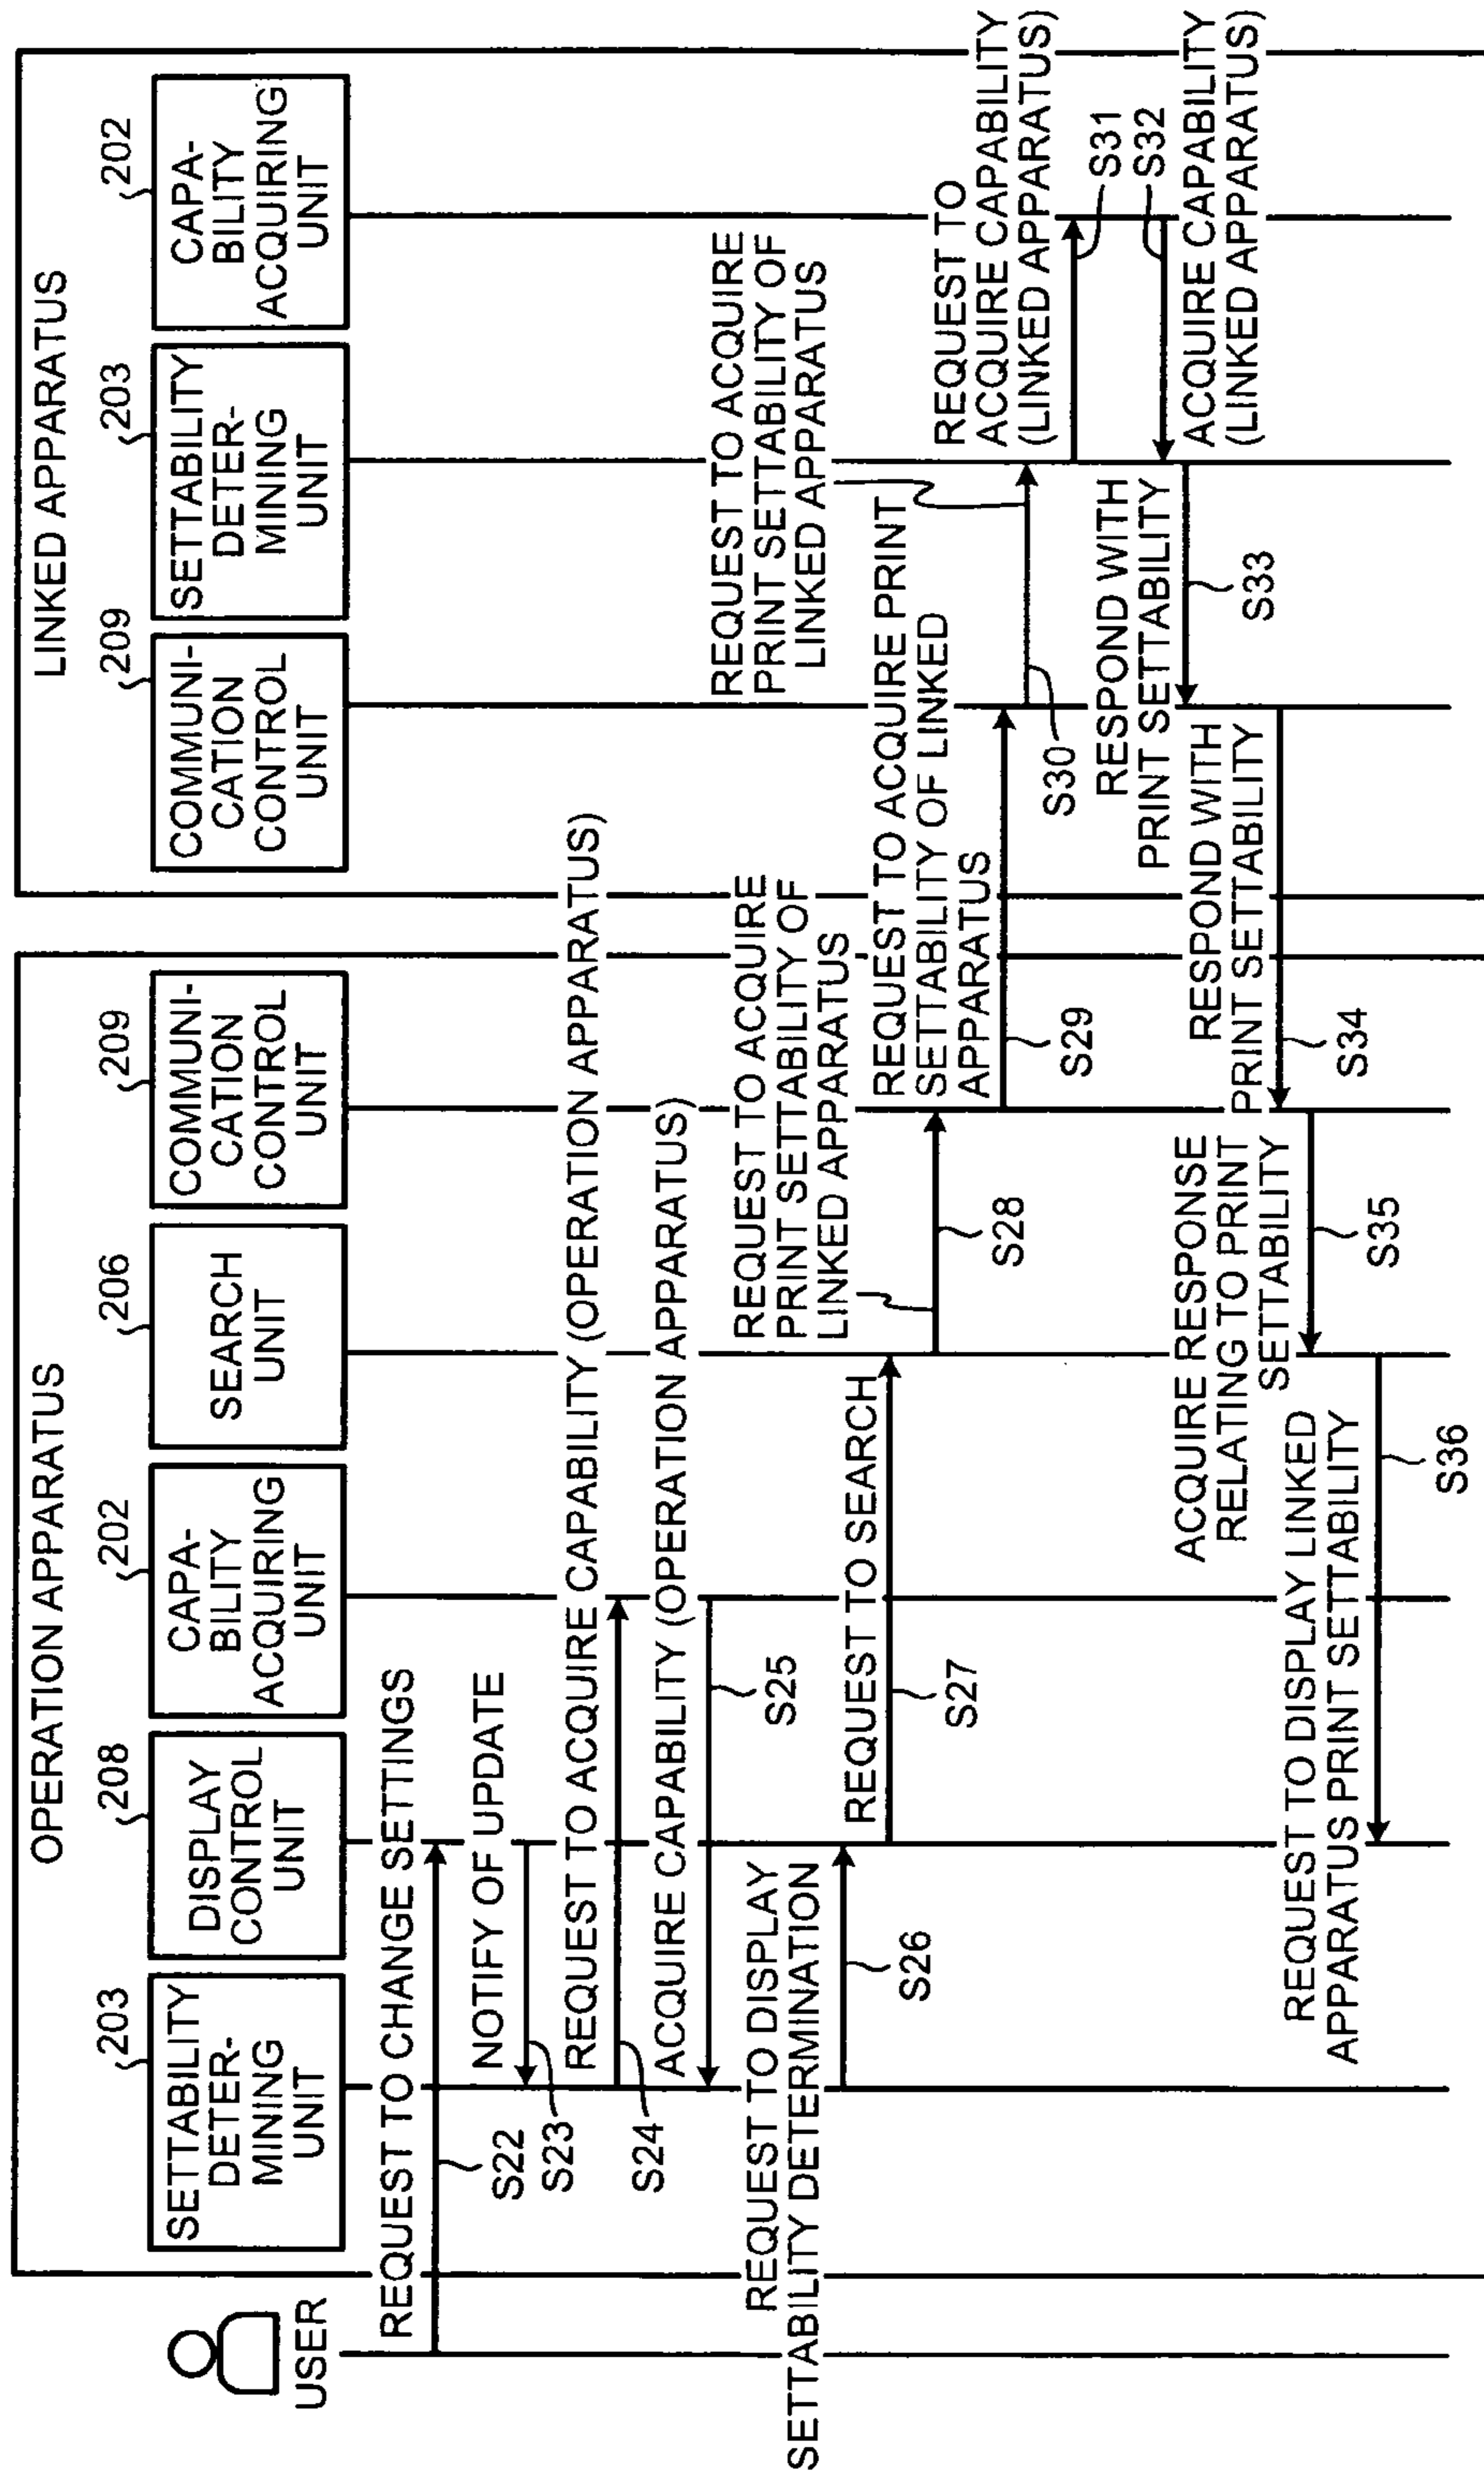 OPERATION APPARATUS
LINKED APPARATUS
USER
203
SETTABILITY
DETER-
MINING
UNIT
208
DISPLAY
CONTROL
UNIT
202
CAPA-
BILITY
ACQUIRING
UNIT
206
SEARCH
UNIT
209
COMMUNI-
CATION
CONTROL
UNIT
209
COMMUNI-
CATION
CONTROL
UNIT
203
SETTABILITY
DETER-
MINING
UNIT
202
CAPA-
BILITY
ACQUIRING
UNIT
REQUEST TO CHANGE SETTINGS
S22
NOTIFY OF UPDATE
S23
REQUEST TO ACQUIRE CAPABILITY (OPERATION APPARATUS)
S24
ACQUIRE CAPABILITY (OPERATION APPARATUS)
S25
REQUEST TO DISPLAY
SETTABILITY DETERMINATION
S26
REQUEST TO SEARCH
S27
REQUEST TO ACQUIRE
PRINT SETTABILITY OF
LINKED APPARATUS
S28
REQUEST TO ACQUIRE PRINT
SETTABILITY OF LINKED
APPARATUS
S29
REQUEST TO ACQUIRE
PRINT SETTABILITY OF
LINKED APPARATUS
S30
REQUEST TO
ACQUIRE CAPABILITY
(LINKED APPARATUS)
S31
S32
ACQUIRE CAPABILITY
(LINKED APPARATUS)
RESPOND WITH
PRINT SETTABILITY
S33
RESPOND WITH
PRINT SETTABILITY
S34
ACQUIRE RESPONSE
RELATING TO PRINT
SETTABILITY
S35
REQUEST TO DISPLAY LINKED
APPARATUS PRINT SETTABILITY
S36